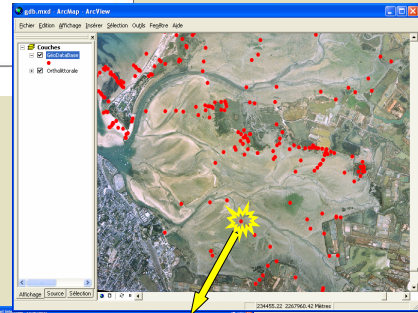 gdb.mxd - ArcMap - ArcView
Fichier Edition Affichage Insérer Sélection Outils Fenêtre Aide
Couches
GéoDataBase
Ortholittorale
Affichage Source Sélection
234455.22 2267960.42 Mètres